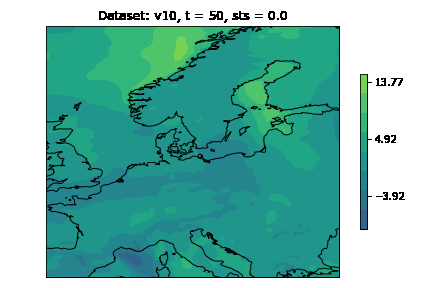 Dataset: v10, t = 50, sts = 0.0
13.77
4.92
−3.92